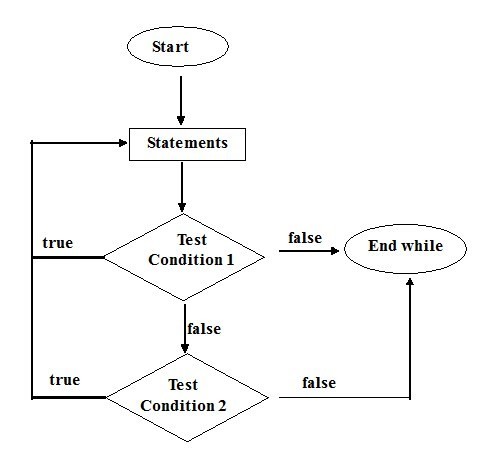 Start
Statements
true
Test
Condition 1
false
End while
false
true
Test
Condition 2
false